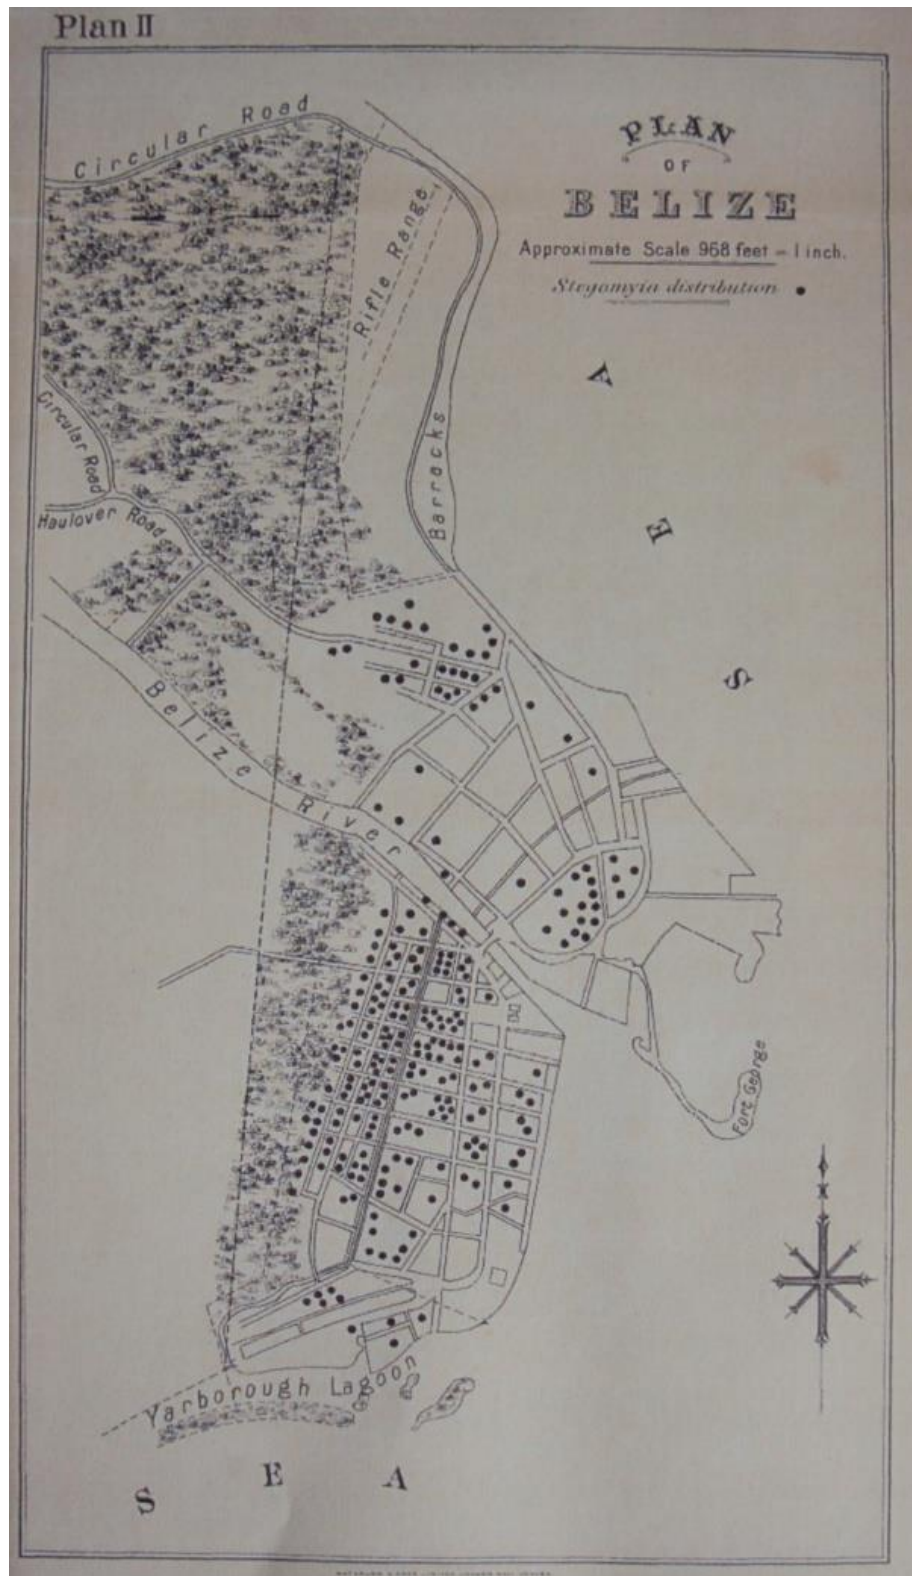 Plan II
PLAN
OF
BELIZE
Approximate Scale 968 feet = 1 inch.
Stegomyia distribution
Circular Road
Rifle Range
Barracks
SEA
Circular Road
Haulover Road
Belize River
Fort George
Yarborough Lagoon
SEA